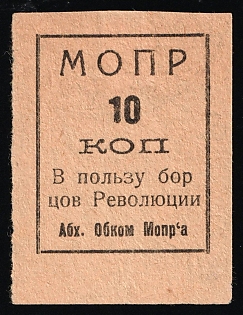 МОПР
10
КОП
В пользу бор
цов Революции
Абх. Обком Мопр‘а